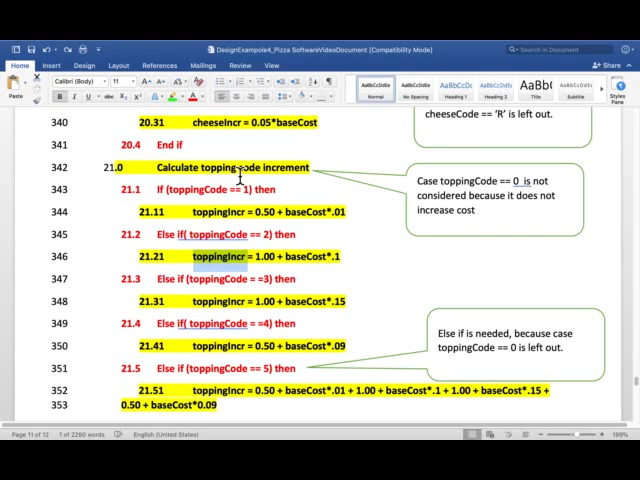 DesignExampole4_Pizza SoftwareVideoDocument [Compatibility Mode]
Search in Document
Home Insert Draw Design Layout References Mailings Review View
Share
Paste
Calibri (Body) 11
AaBbCcDdEe AaBbCcDdEe AaBbCcDc AaBbCcDdEe AaBb( AaBbCcDdEe
Normal No Spacing Heading 1 Heading 2 Title Subtitle
Styles Pane
340 20.31 cheeseIncr = 0.05*baseCost
cheeseCode == ‘R’ is left out.
341 20.4 End if
342 21.0 Calculate toppingCode increment
343 21.1 If (toppingCode == 1) then
344 21.11 toppingIncr = 0.50 + baseCost*.01
345 21.2 Else if( toppingCode == 2) then
346 21.21 toppingIncr = 1.00 + baseCost*.1
347 21.3 Else if (toppingCode = =3) then
348 21.31 toppingIncr = 1.00 + baseCost*.15
349 21.4 Else if( toppingCode = =4) then
350 21.41 toppingIncr = 0.50 + baseCost*.09
351 21.5 Else if (toppingCode == 5) then
352 21.51 toppingIncr = 0.50 + baseCost*.01 + 1.00 + baseCost*.1 + 1.00 + baseCost*.15 +
353 0.50 + baseCost*0.09
Case toppingCode == 0 is not
considered because it does not
increase cost
Else if is needed, because case
toppingCode == 0 is left out.
Page 11 of 12 1 of 2280 words English (United States) 199%